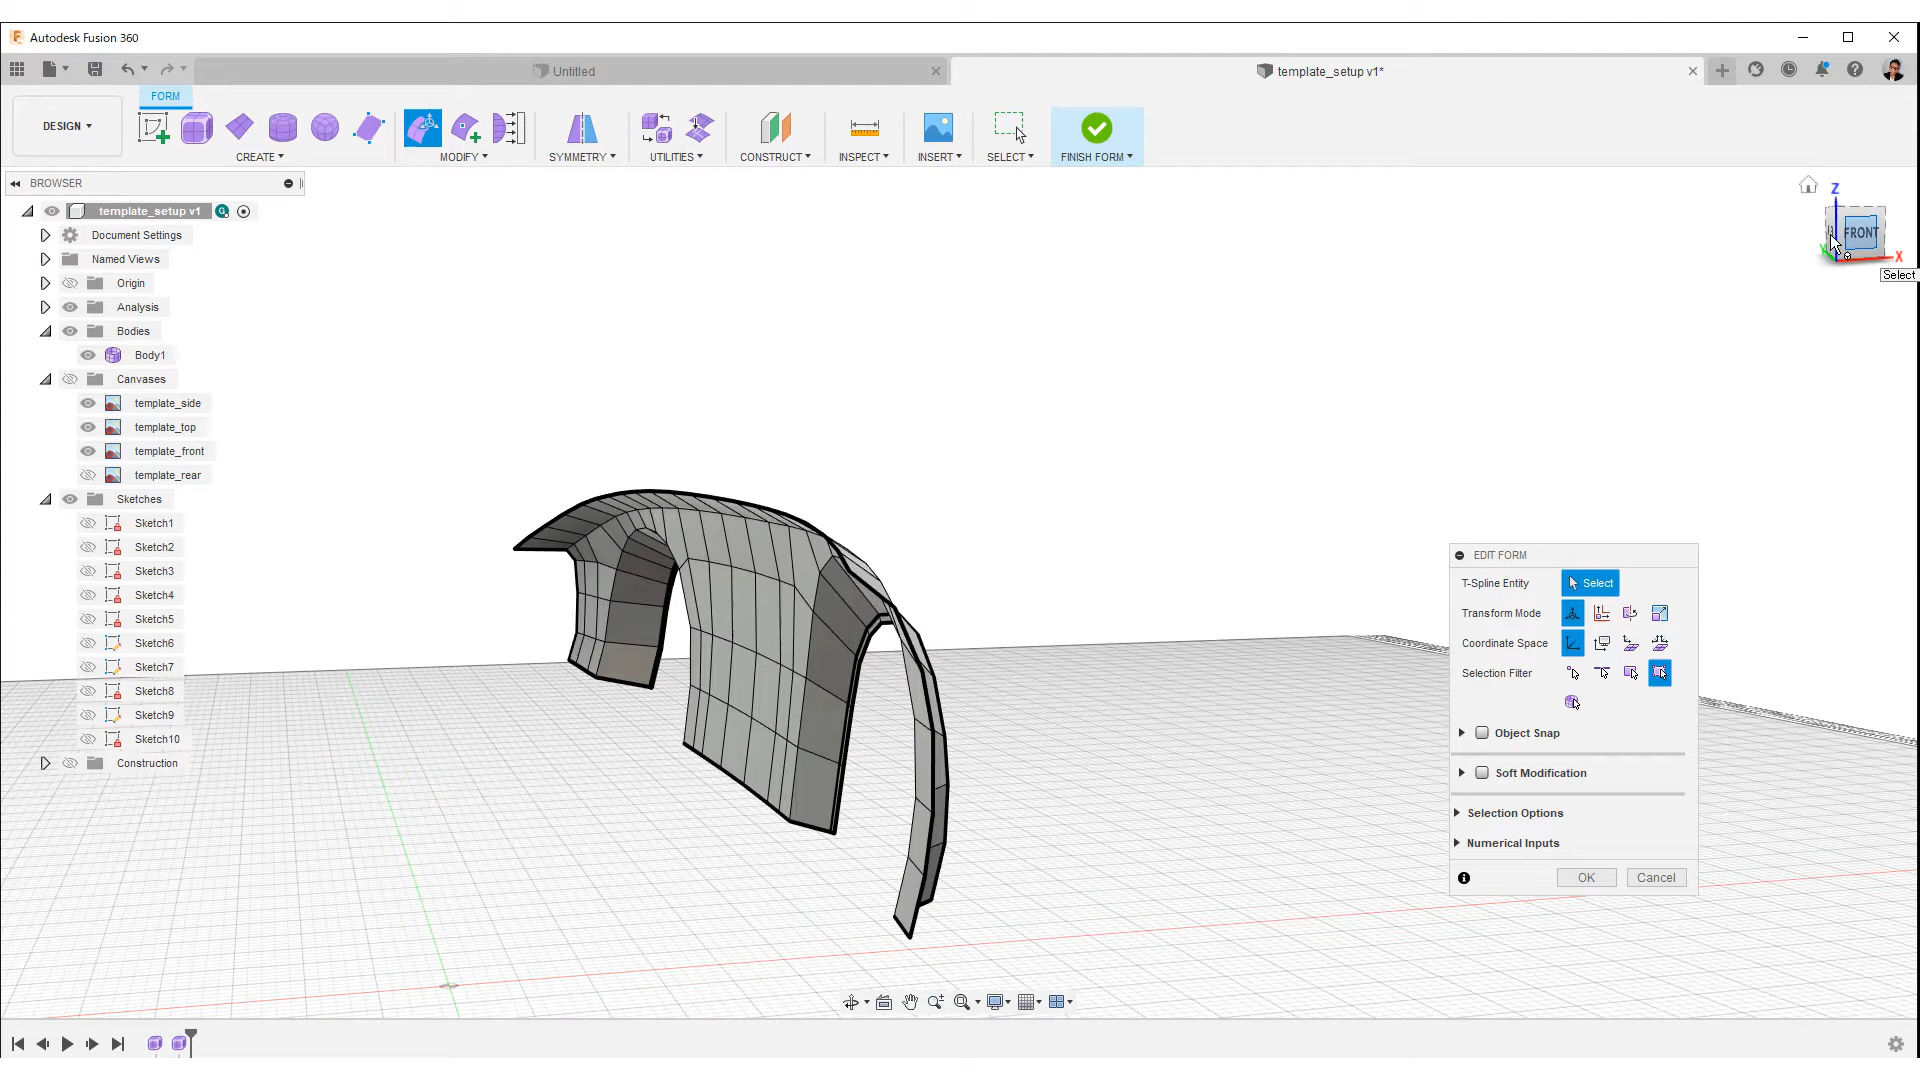 Autodesk Fusion 360
Untitled
template_setup v1*
FORM
DESIGN
CREATE
MODIFY
SYMMETRY
UTILITIES
CONSTRUCT
INSPECT
INSERT
SELECT
FINISH FORM
BROWSER
template_setup v1
Document Settings
Named Views
Origin
Analysis
Bodies
Body1
Canvases
template_side
template_top
template_front
template_rear
Sketches
Sketch1
Sketch2
Sketch3
Sketch4
Sketch5
Sketch6
Sketch7
Sketch8
Sketch9
Sketch10
Construction
Z
FRONT
X
Select
EDIT FORM
T-Spline Entity
Select
Transform Mode
Coordinate Space
Selection Filter
Object Snap
Soft Modification
Selection Options
Numerical Inputs
OK
Cancel